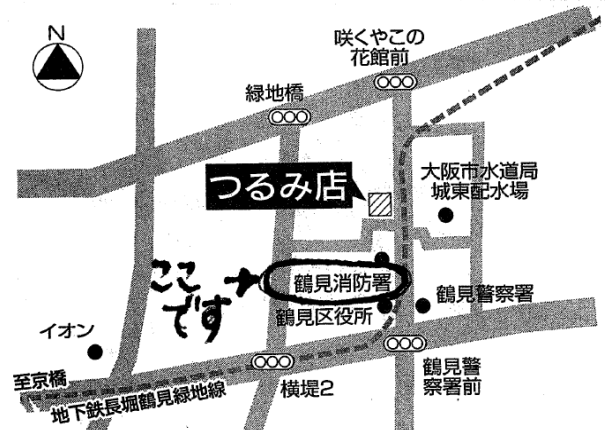 N
咲くやこの
花館前
緑地橋
つるみ店
大阪市水道局
城東配水場
ここ
です
鶴見消防署
鶴見区役所
鶴見警察署
イオン
至京橋
地下鉄長堀鶴見緑地線
横堤2
鶴見警
察署前